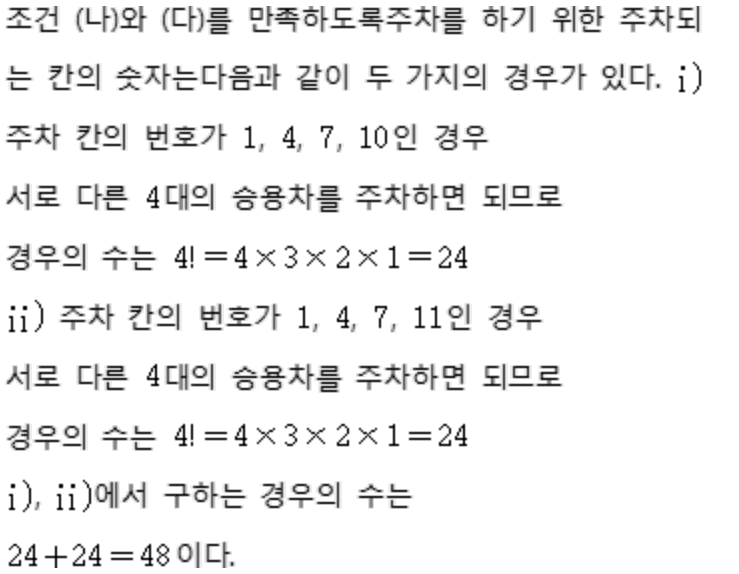 조건 (나)와 (다)를 만족하도록주차를 하기 위한 주차되
는 칸의 숫자는다음과 같이 두 가지의 경우가 있다. i)
주차 칸의 번호가 1, 4, 7, 10인 경우
서로 다른 4대의 승용차를 주차하면 되므로
경우의 수는 4!=4×3×2×1=24
ii) 주차 칸의 번호가 1, 4, 7, 11인 경우
서로 다른 4대의 승용차를 주차하면 되므로
경우의 수는 4!=4×3×2×1=24
i), ii)에서 구하는 경우의 수는
24+24=48이다.